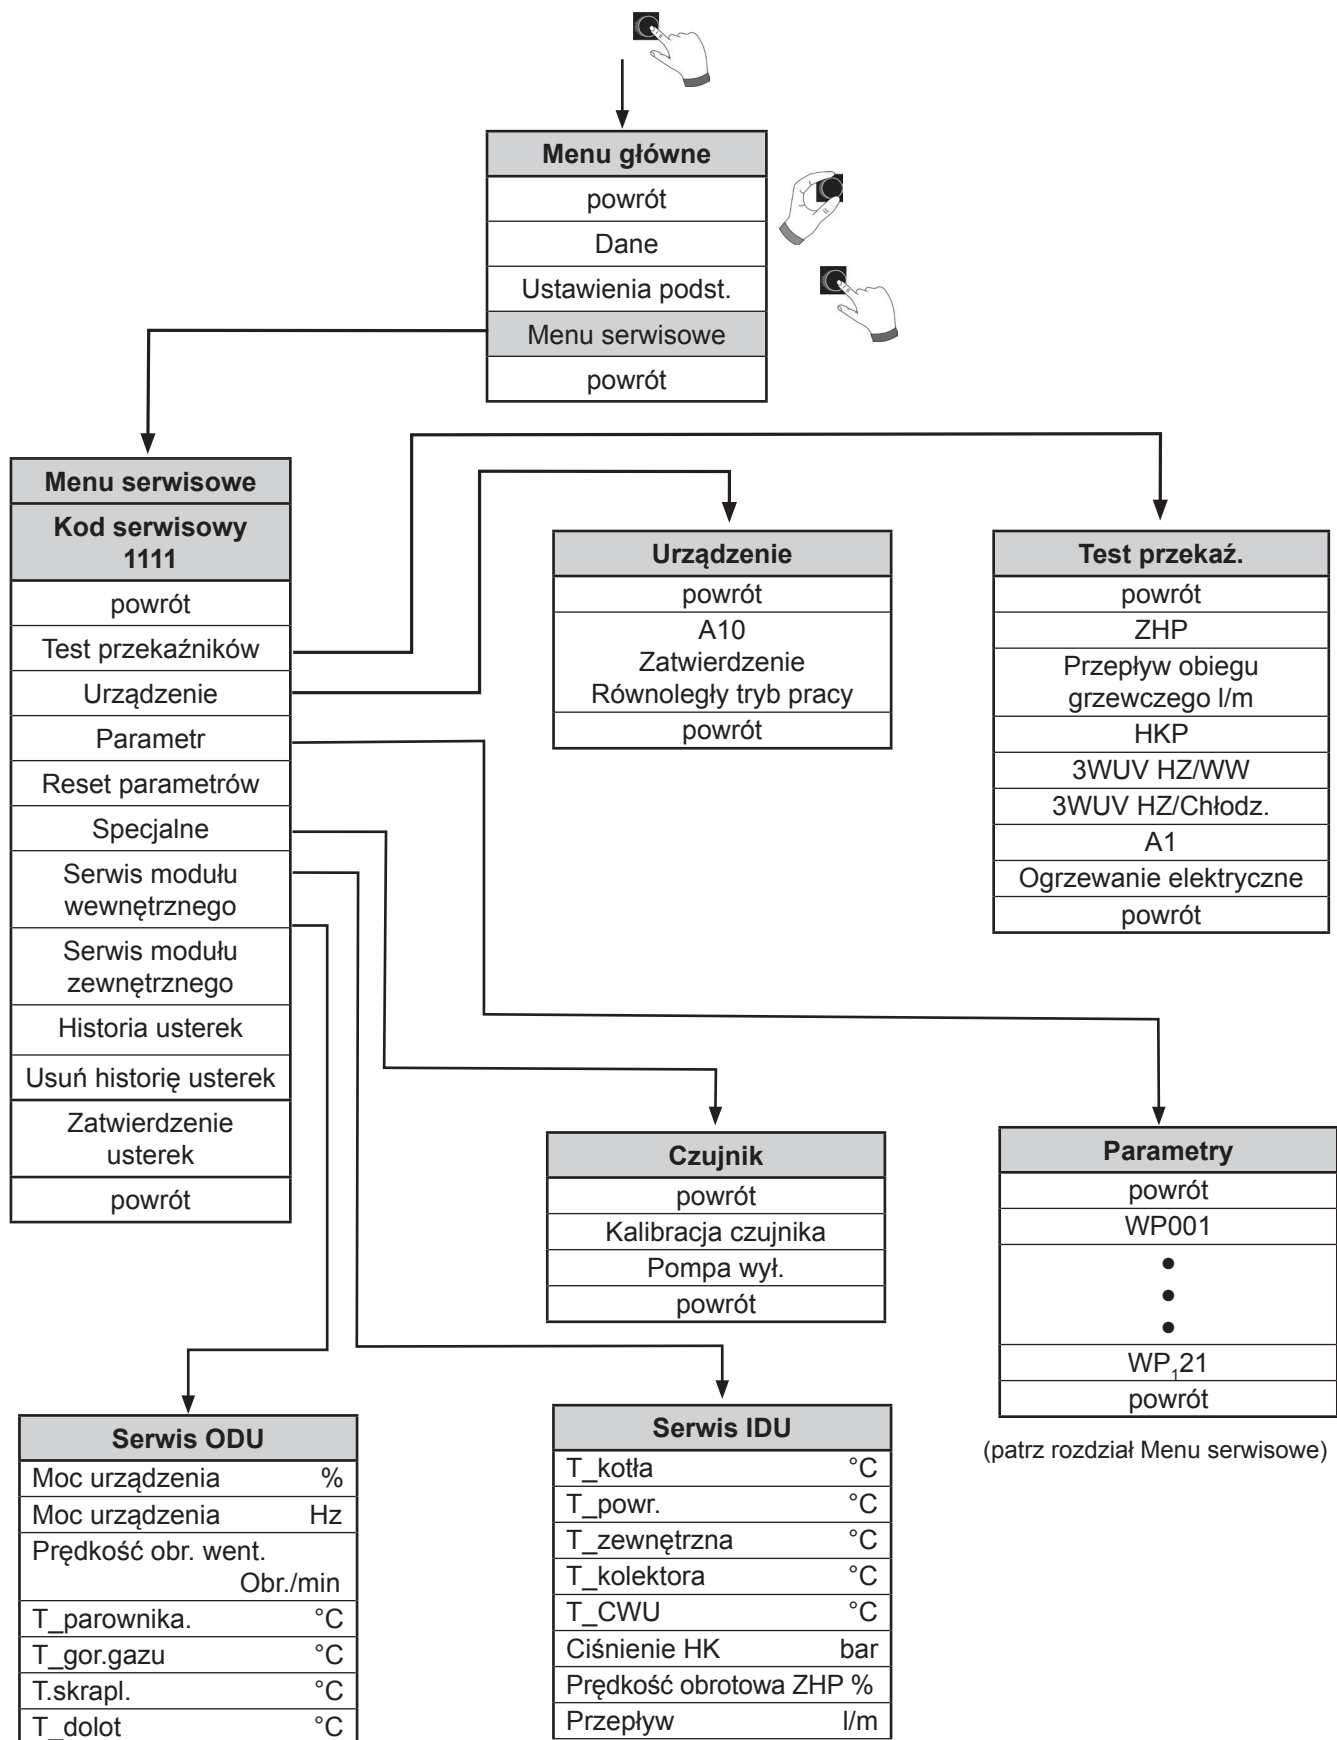 Menu główne
powrót
Dane
Ustawienia podst.
Menu serwisowe
powrót
Menu serwisowe
Kod serwisowy
1111
powrót
Test przekaźników
Urządzenie
Parametr
Reset parametrów
Specjalne
Serwis modułu
wewnętrznego
Serwis modułu
zewnętrznego
Historia usterek
Usuń historię usterek
Zatwierdzenie
usterek
powrót
Urządzenie
powrót
A10
Zatwierdzenie
Równoległy tryb pracy
powrót
Test przekaź.
powrót
ZHP
Przepływ obiegu
grzewczego l/m
HKP
3WUV HZ/WW
3WUV HZ/Chłodz.
A1
Ogrzewanie elektryczne
powrót
Czujnik
powrót
Kalibracja czujnika
Pompa wył.
powrót
Parametry
powrót
WP001
•
•
•
WP₁21
powrót
(patrz rozdział Menu serwisowe)
Serwis ODU
Moc urządzenia %
Moc urządzenia Hz
Prędkość obr. went.
Obr./min
T_parownika. °C
T_gor.gazu °C
T.skrapl. °C
T_dolot °C
Serwis IDU
T_kotła °C
T_powr. °C
T_zewnętrzna °C
T_kolektora °C
T_CWU °C
Ciśnienie HK bar
Prędkość obrotowa ZHP %
Przepływ l/m